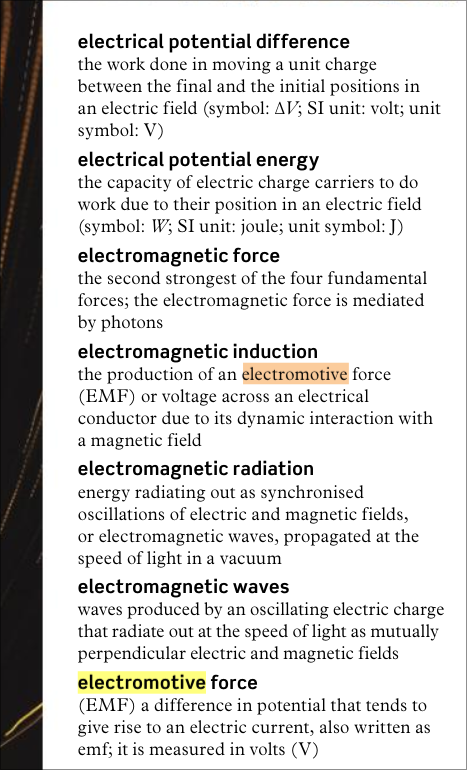 electrical potential difference
the work done in moving a unit charge
between the final and the initial positions in
an electric field (symbol: ΔV; SI unit: volt; unit
symbol: V)
electrical potential energy
the capacity of electric charge carriers to do
work due to their position in an electric field
(symbol: W; SI unit: joule; unit symbol: J)
electromagnetic force
the second strongest of the four fundamental
forces; the electromagnetic force is mediated
by photons
electromagnetic induction
the production of an electromotive force
(EMF) or voltage across an electrical
conductor due to its dynamic interaction with
a magnetic field
electromagnetic radiation
energy radiating out as synchronised
oscillations of electric and magnetic fields,
or electromagnetic waves, propagated at the
speed of light in a vacuum
electromagnetic waves
waves produced by an oscillating electric charge
that radiate out at the speed of light as mutually
perpendicular electric and magnetic fields
electromotive force
(EMF) a difference in potential that tends to
give rise to an electric current, also written as
emf; it is measured in volts (V)